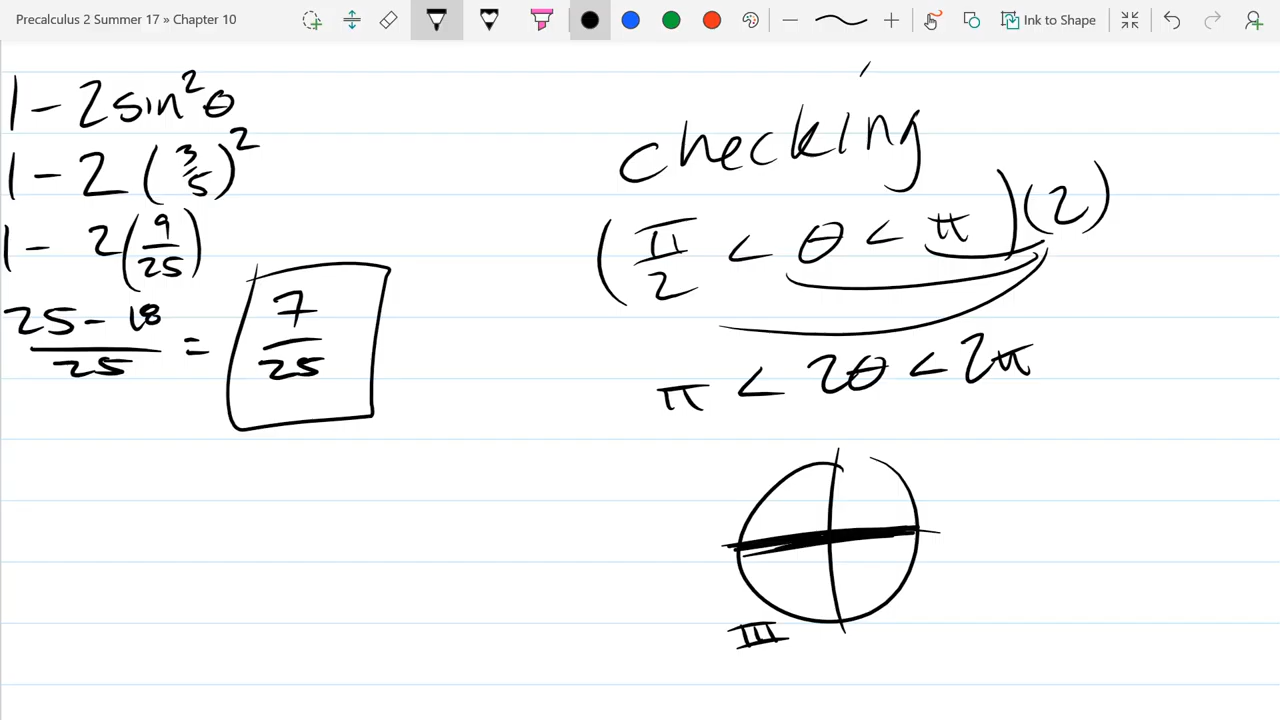 Precalculus 2 Summer 17 » Chapter 10
Ink to Shape
1 - 2sin²θ
1 - 2(3/5)²
1 - 2(9/25)
25 - 18/25 = 7/25
checking
(π/2 < θ < π)(2)
π < 2θ < 2π
III